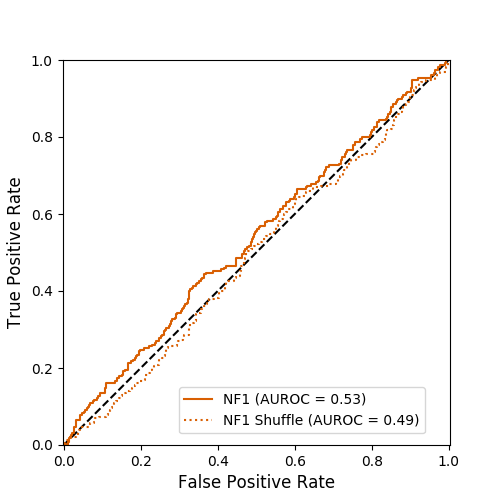 1.0
0.8
0.6
0.4
0.2
0.0
True Positive Rate
NF1 (AUROC = 0.53)
NF1 Shuffle (AUROC = 0.49)
0.0 0.2 0.4 0.6 0.8 1.0
False Positive Rate